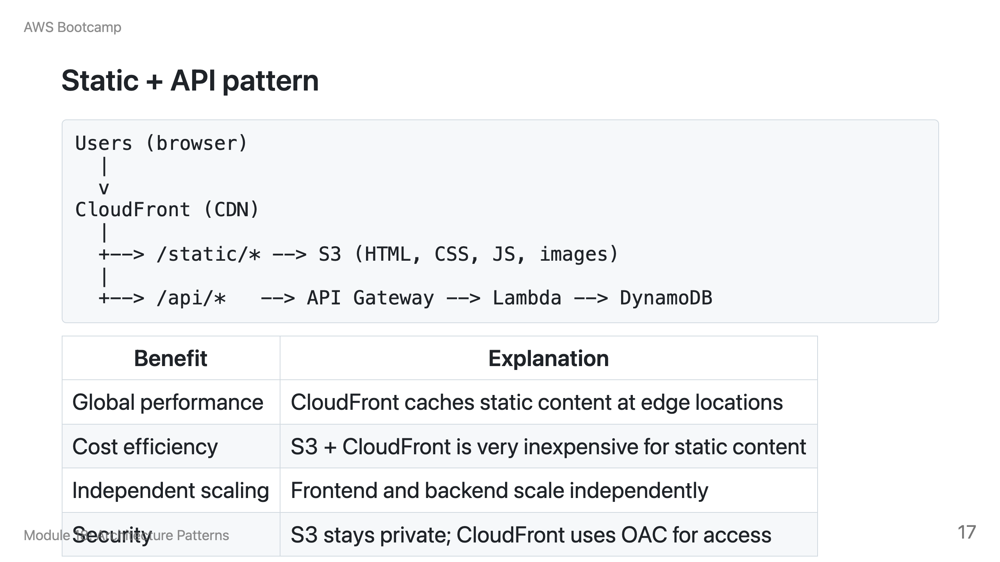 AWS Bootcamp
Static + API pattern
Users (browser)
|
v
CloudFront (CDN)
|
+--> /static/* --> S3 (HTML, CSS, JS, images)
|
+--> /api/*   --> API Gateway --> Lambda --> DynamoDB
Benefit Explanation
Global performance CloudFront caches static content at edge locations
Cost efficiency S3 + CloudFront is very inexpensive for static content
Independent scaling Frontend and backend scale independently
Security S3 stays private; CloudFront uses OAC for access
Module 18: Architecture Patterns
17